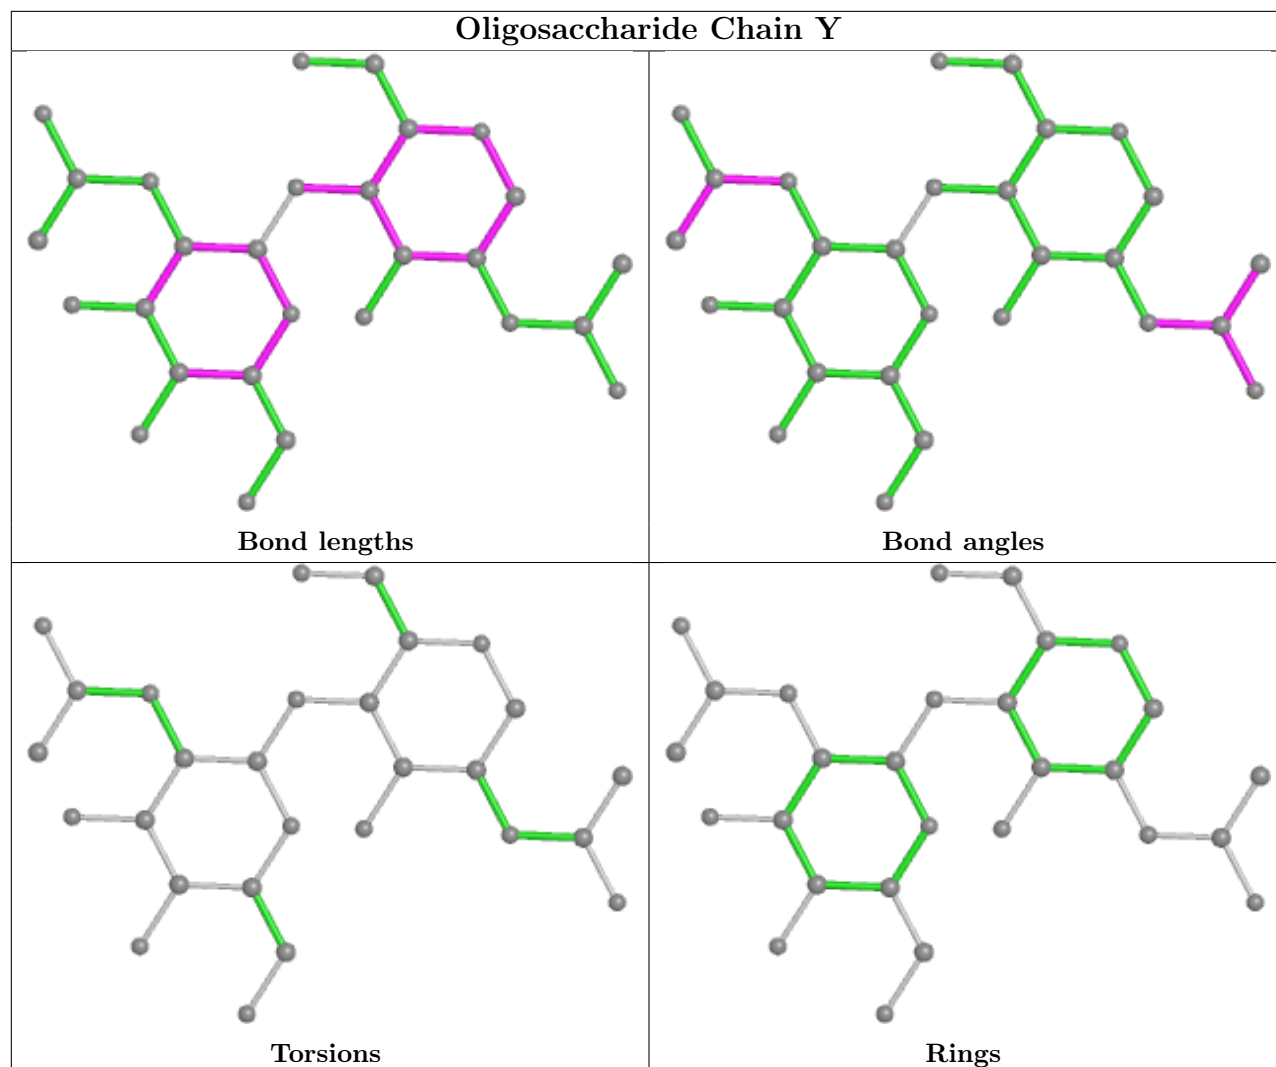 Oligosaccharide Chain Y
Bond lengths
Bond angles
Torsions
Rings